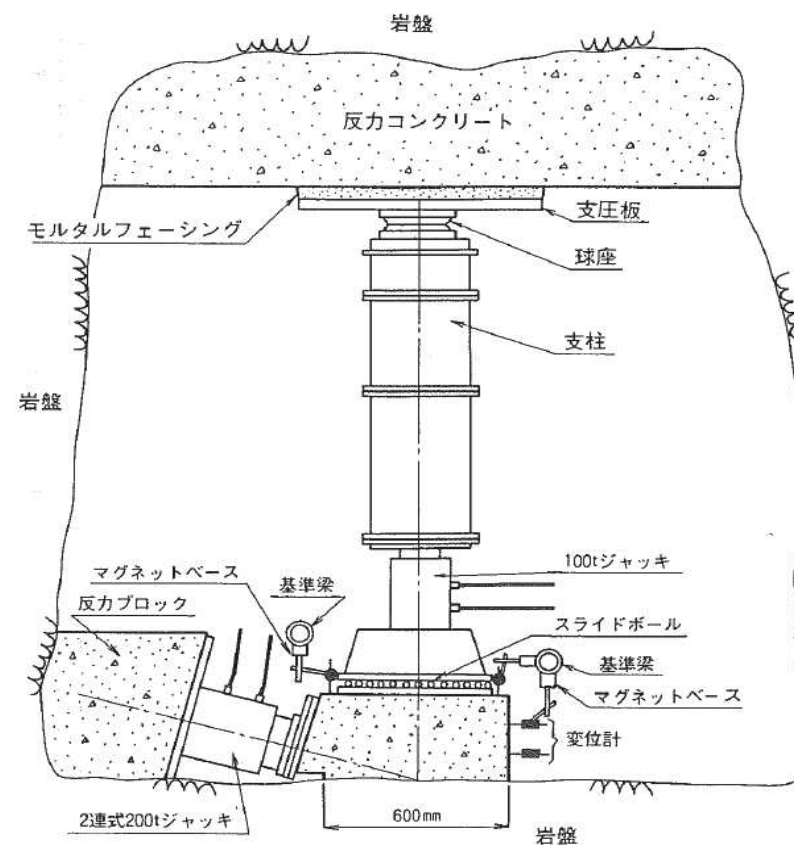 岩盤
反力コンクリート
モルタルフェーシング
支圧板
球座
支柱
岩盤
100tジャッキ
マグネットベース
基準梁
反力ブロック
スライドボール
基準梁
マグネットベース
変位計
2連式200tジャッキ
600mm
岩盤